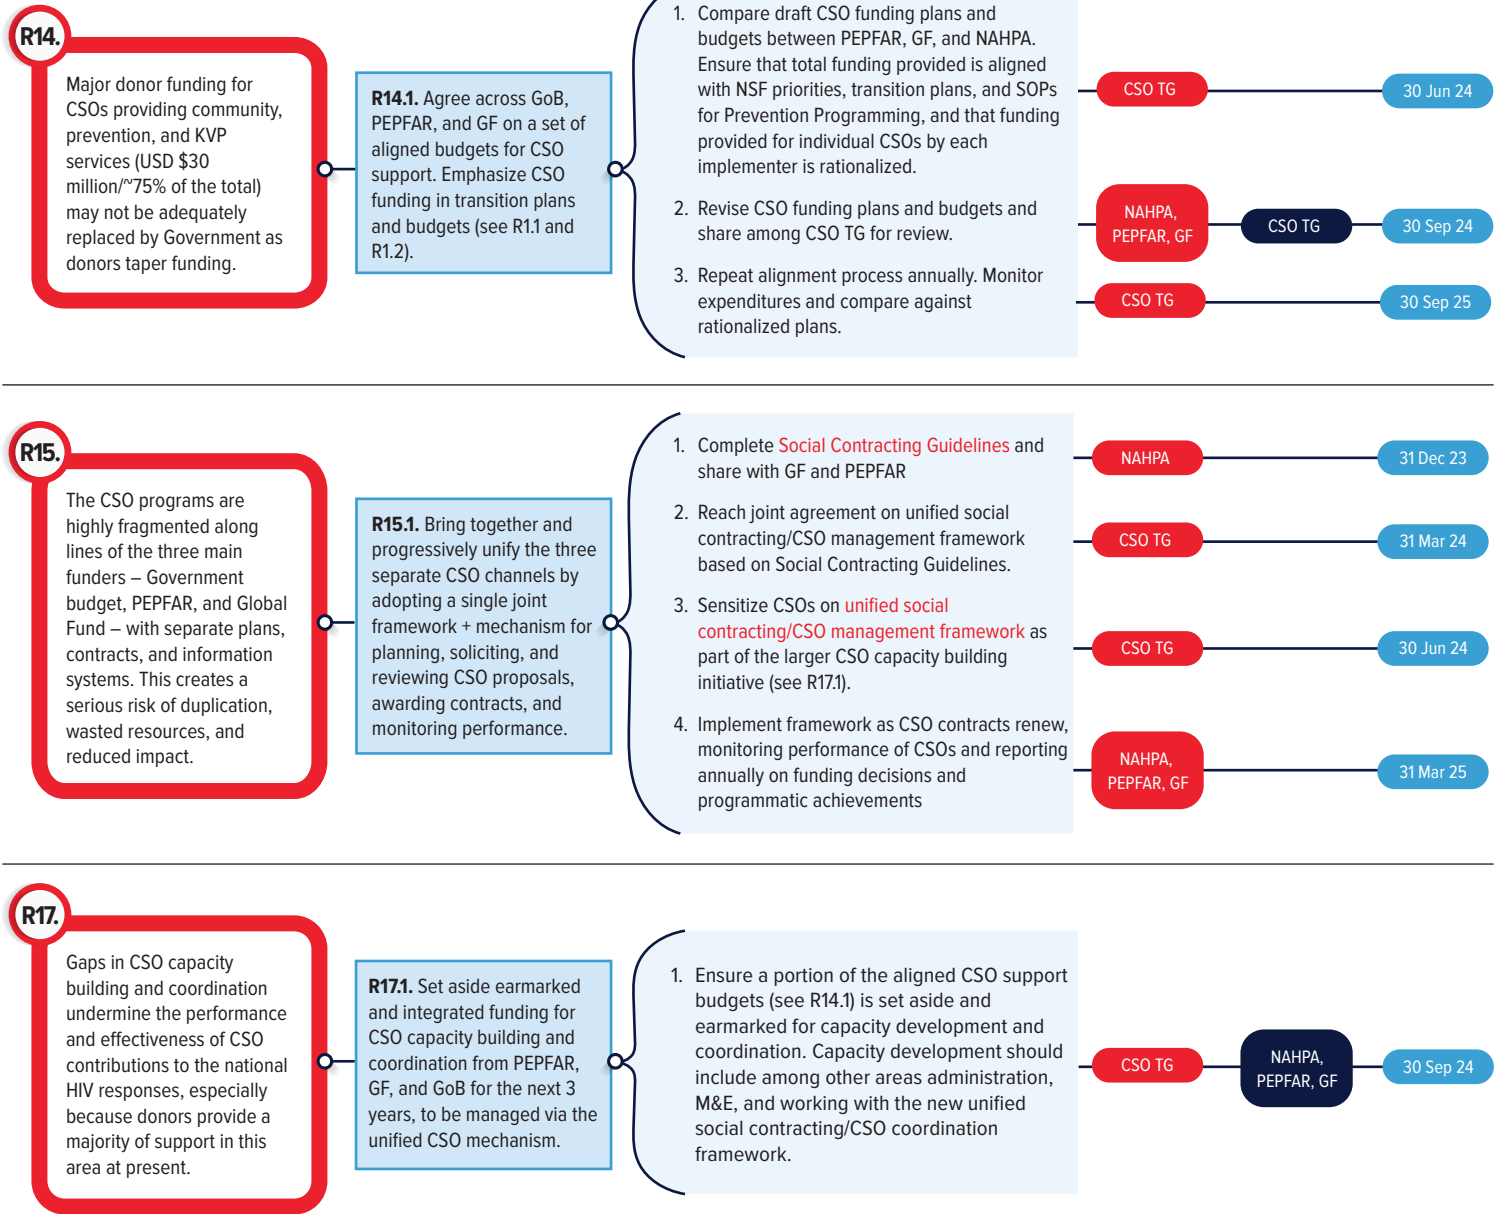 R14.
Major donor funding for
CSOs providing community,
prevention, and KVP
services (USD $30
million/~75% of the total)
may not be adequately
replaced by Government as
donors taper funding.
R14.1. Agree across GoB,
PEPFAR, and GF on a set of
aligned budgets for CSO
support. Emphasize CSO
funding in transition plans
and budgets (see R1.1 and
R1.2).
1. Compare draft CSO funding plans and
budgets between PEPFAR, GF, and NAHPA.
Ensure that total funding provided is aligned
with NSF priorities, transition plans, and SOPs
for Prevention Programming, and that funding
provided for individual CSOs by each
implementer is rationalized.
CSO TG
30 Jun 24
2. Revise CSO funding plans and budgets and
share among CSO TG for review.
NAHPA,
PEPFAR, GF
CSO TG
30 Sep 24
3. Repeat alignment process annually. Monitor
expenditures and compare against
rationalized plans.
CSO TG
30 Sep 25
R15.
The CSO programs are
highly fragmented along
lines of the three main
funders – Government
budget, PEPFAR, and Global
Fund – with separate plans,
contracts, and information
systems. This creates a
serious risk of duplication,
wasted resources, and
reduced impact.
R15.1. Bring together and
progressively unify the three
separate CSO channels by
adopting a single joint
framework + mechanism for
planning, soliciting, and
reviewing CSO proposals,
awarding contracts, and
monitoring performance.
1. Complete Social Contracting Guidelines and
share with GF and PEPFAR
NAHPA
31 Dec 23
2. Reach joint agreement on unified social
contracting/CSO management framework
based on Social Contracting Guidelines.
CSO TG
31 Mar 24
3. Sensitize CSOs on unified social
contracting/CSO management framework as
part of the larger CSO capacity building
initiative (see R17.1).
CSO TG
30 Jun 24
4. Implement framework as CSO contracts renew,
monitoring performance of CSOs and reporting
annually on funding decisions and
programmatic achievements
NAHPA,
PEPFAR, GF
31 Mar 25
R17.
Gaps in CSO capacity
building and coordination
undermine the performance
and effectiveness of CSO
contributions to the national
HIV responses, especially
because donors provide a
majority of support in this
area at present.
R17.1. Set aside earmarked
and integrated funding for
CSO capacity building and
coordination from PEPFAR,
GF, and GoB for the next 3
years, to be managed via the
unified CSO mechanism.
1. Ensure a portion of the aligned CSO support
budgets (see R14.1) is set aside and
earmarked for capacity development and
coordination. Capacity development should
include among other areas administration,
M&E, and working with the new unified
social contracting/CSO coordination
framework.
CSO TG
NAHPA,
PEPFAR, GF
30 Sep 24